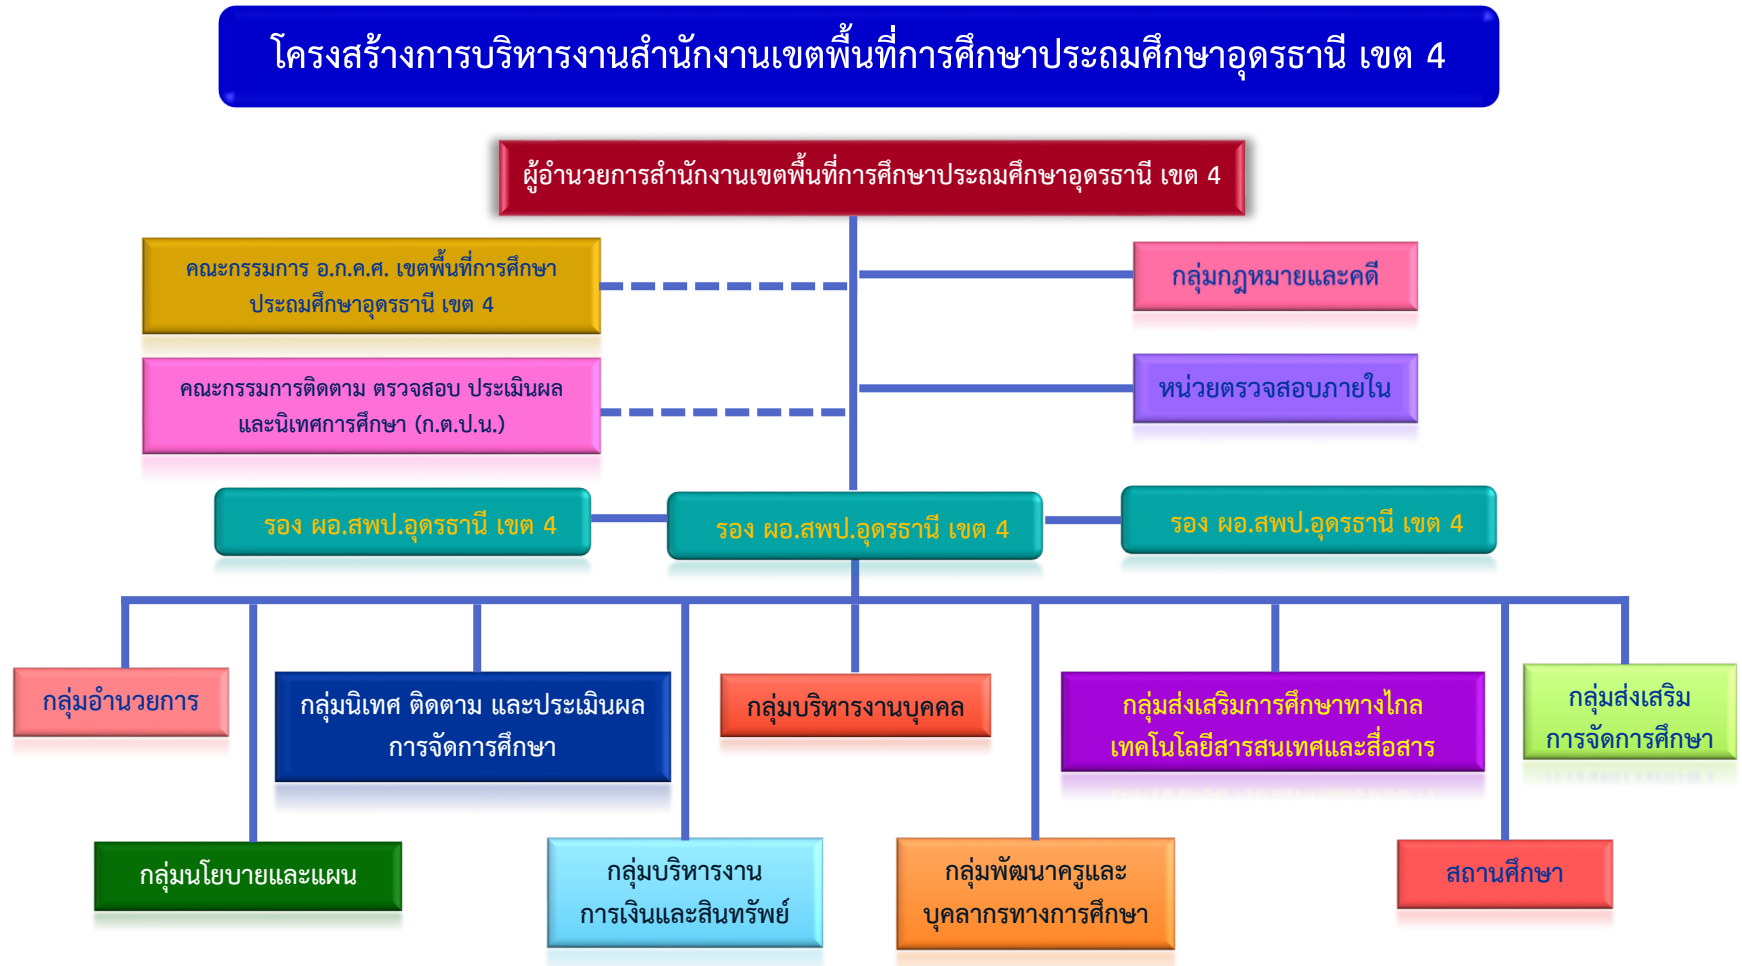 โครงสร้างการบริหารงานสำนักงานเขตพื้นที่การศึกษาประถมศึกษาอุดรธานี เขต 4
ผู้อำนวยการสำนักงานเขตพื้นที่การศึกษาประถมศึกษาอุดรธานี เขต 4
คณะกรรมการ อ.ก.ค.ศ. เขตพื้นที่การศึกษา
ประถมศึกษาอุดรธานี เขต 4
กลุ่มกฎหมายและคดี
คณะกรรมการติดตาม ตรวจสอบ ประเมินผล
และนิเทศการศึกษา (ก.ต.ป.น.)
หน่วยตรวจสอบภายใน
รอง ผอ.สพป.อุดรธานี เขต 4
รอง ผอ.สพป.อุดรธานี เขต 4
รอง ผอ.สพป.อุดรธานี เขต 4
กลุ่มอำนวยการ
กลุ่มนิเทศ ติดตาม และประเมินผล
การจัดการศึกษา
กลุ่มบริหารงานบุคคล
กลุ่มส่งเสริมการศึกษาทางไกล
เทคโนโลยีสารสนเทศและสื่อสาร
กลุ่มส่งเสริม
การจัดการศึกษา
กลุ่มนโยบายและแผน
กลุ่มบริหารงาน
การเงินและสินทรัพย์
กลุ่มพัฒนาครูและ
บุคลากรทางการศึกษา
สถานศึกษา